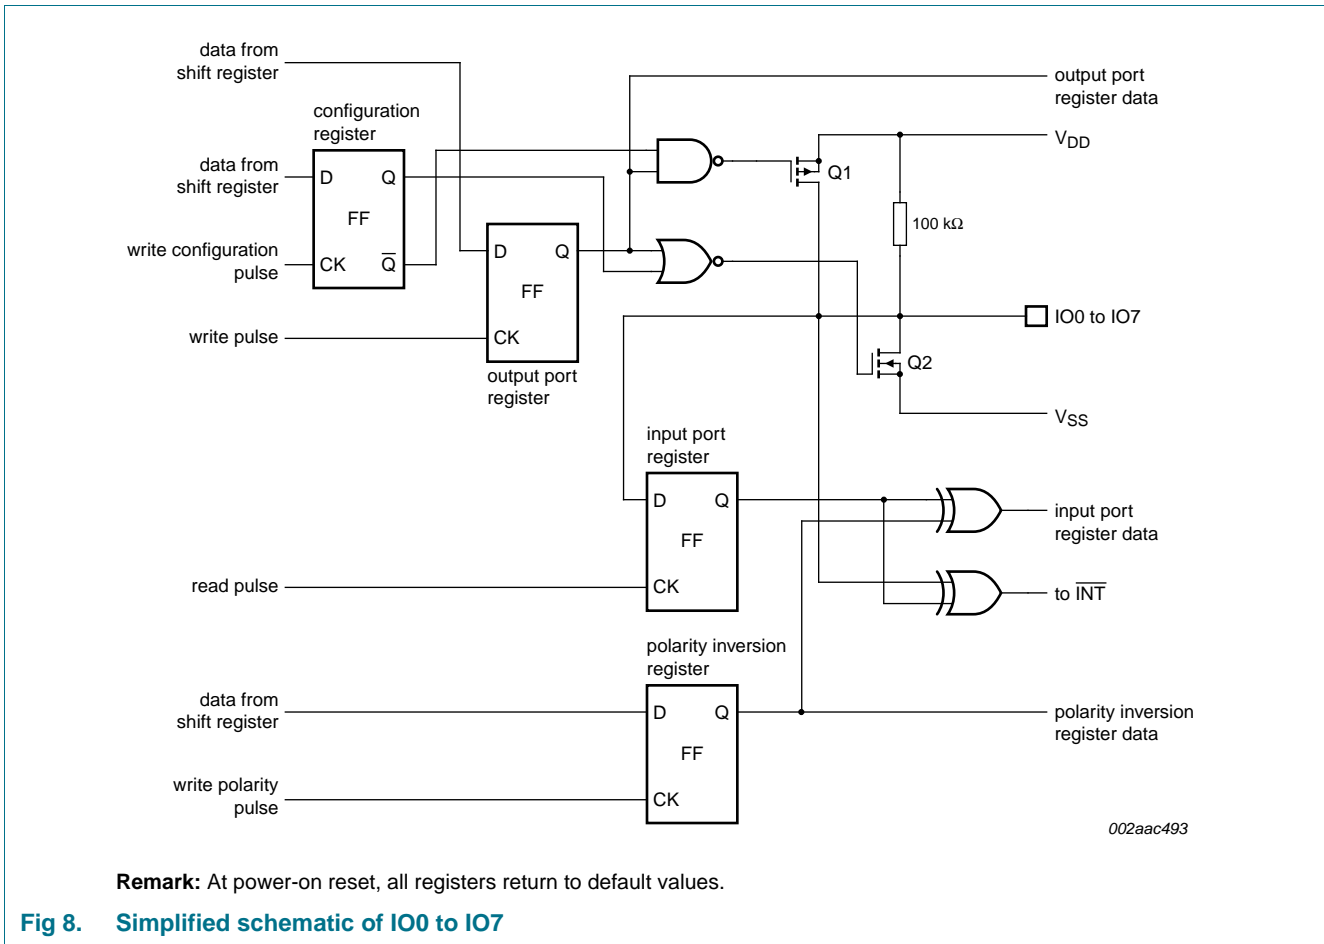 data from
shift register
output port
register data
configuration
register
V_DD
data from
shift register
D
Q
Q1
FF
100 kΩ
write configuration
pulse
CK
Q̅
D
Q
FF
IO0 to IO7
write pulse
CK
Q2
output port
register
V_SS
input port
register
D
Q
input port
register data
FF
read pulse
CK
to I̅N̅T̅
polarity inversion
register
data from
shift register
D
Q
polarity inversion
register data
FF
write polarity
pulse
CK
002aac493
Remark: At power-on reset, all registers return to default values.
Fig 8. Simplified schematic of IO0 to IO7